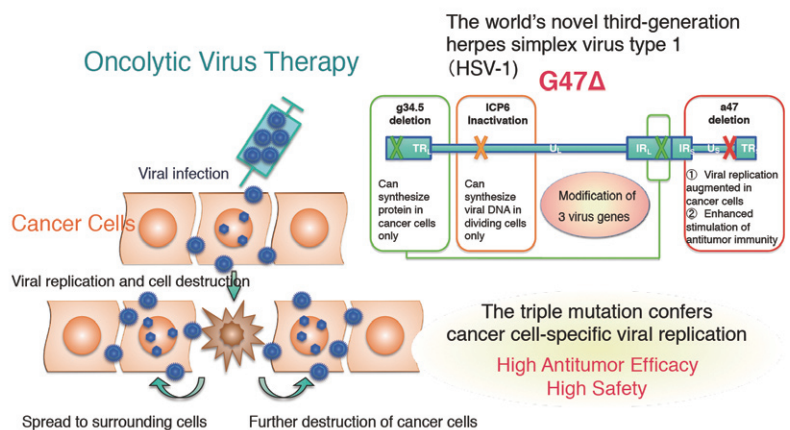 The world's novel third-generation
herpes simplex virus type 1
(HSV-1)
G47Δ
Oncolytic Virus Therapy
g34.5
deletion
ICP6
Inactivation
a47
deletion
TR
UL
IRL
IR
US
TR
Can
synthesize
protein in
cancer cells
only
Can
synthesize
viral DNA in
dividing cells
only
Modification of
3 virus genes
① Viral replication
augmented in
cancer cells
② Enhanced
stimulation of
antitumor immunity
Viral infection
Cancer Cells
Viral replication and cell destruction
The triple mutation confers
cancer cell-specific viral replication
High Antitumor Efficacy
High Safety
Spread to surrounding cells
Further destruction of cancer cells